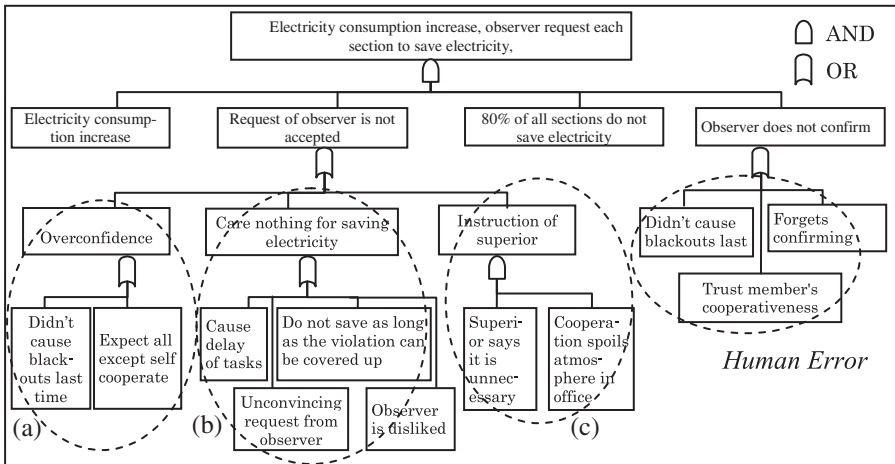 Electricity consumption increase, observer request each
section to save electricity,
AND
OR
Electricity consump-
tion increase
Request of observer is not
accepted
80% of all sections do not
save electricity
Observer does not confirm
Overconfidence
Care nothing for saving
electricity
Instruction of
superior
Didn't cause
blackouts last
Forgets
confirming
Trust member's
cooperativeness
Didn't
cause
black-
outs last
time
Expect all
except self
cooperate
Cause
delay
of tasks
Do not save as long
as the violation can
be covered up
Unconvincing
request from
observer
Observer
is disliked
Superi-
or says
it is
unnec-
essary
Cooper-
ation spoils
atmos-
phere in
office
Human Error
(a)
(b)
(c)